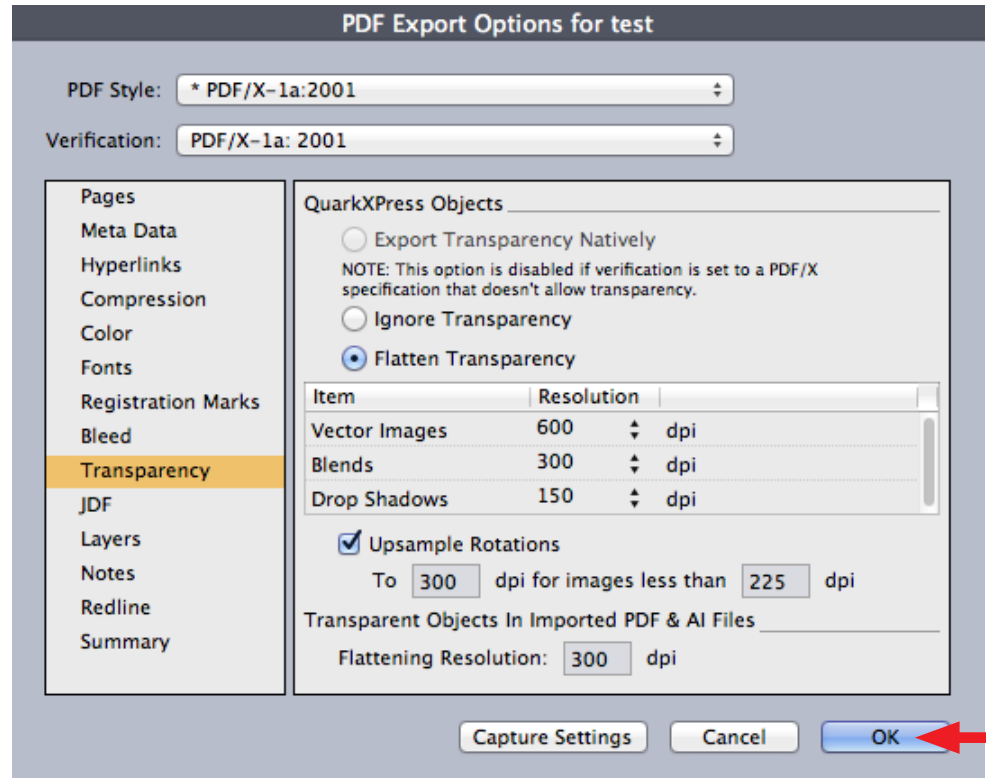 PDF Export Options for test
PDF Style: * PDF/X-1a:2001
Verification: PDF/X-1a: 2001
Pages
Meta Data
Hyperlinks
Compression
Color
Fonts
Registration Marks
Bleed
Transparency
JDF
Layers
Notes
Redline
Summary
QuarkXPress Objects
Export Transparency Natively
NOTE: This option is disabled if verification is set to a PDF/X
specification that doesn't allow transparency.
Ignore Transparency
Flatten Transparency
Item Resolution
Vector Images 600 dpi
Blends 300 dpi
Drop Shadows 150 dpi
Upsample Rotations
To 300 dpi for images less than 225 dpi
Transparent Objects In Imported PDF & AI Files
Flattening Resolution: 300 dpi
Capture Settings Cancel OK